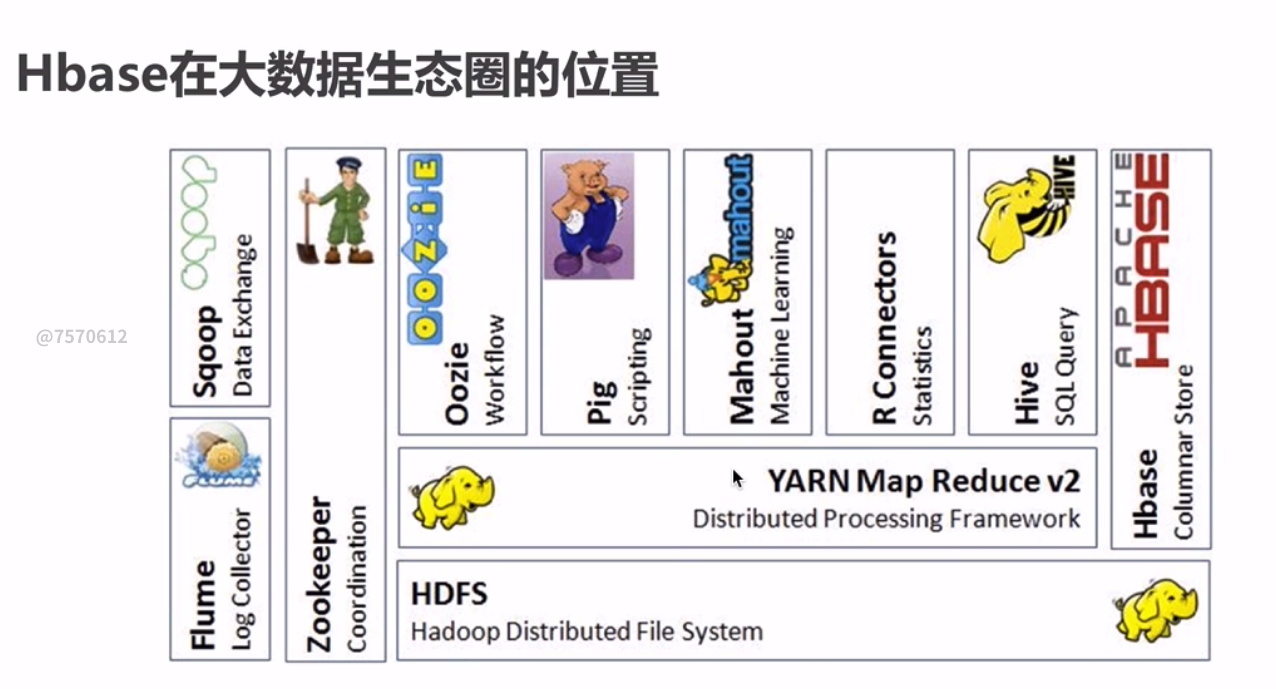 Hbase在大数据生态圈的位置
@7570612
Sqoop
Data Exchange
Flume
Log Collector
FLUME
Zookeeper
Coordination
OOZIE
Oozie
Workflow
Pig
Scripting
mahout
Mahout
Machine Learning
R Connectors
Statistics
HIVE
Hive
SQL Query
APACHE
HBASE
Hbase
Columnar Store
YARN Map Reduce v2
Distributed Processing Framework
HDFS
Hadoop Distributed File System